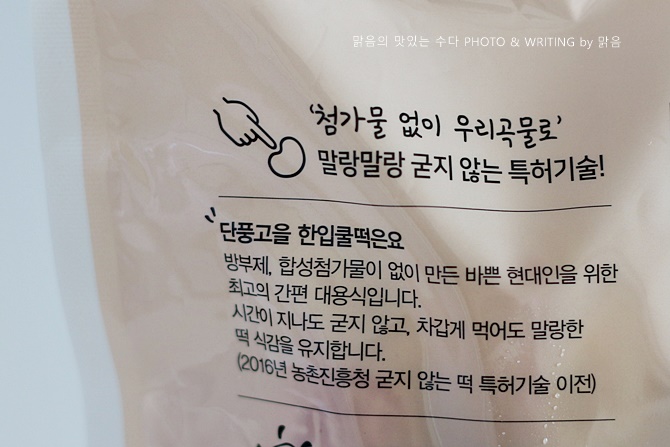 맑음의 맛있는 수다 PHOTO & WRITING by 맑음
'첨가물 없이 우리곡물로'
말랑말랑 굳지 않는 특허기술!
단풍고을 한입쿨떡은요
방부제, 합성첨가물이 없이 만든 바쁜 현대인을 위한
최고의 간편 대용식입니다.
시간이 지나도 굳지 않고, 차갑게 먹어도 말랑한
떡 식감을 유지합니다.
(2016년 농촌진흥청 굳지 않는 떡 특허기술 이전)